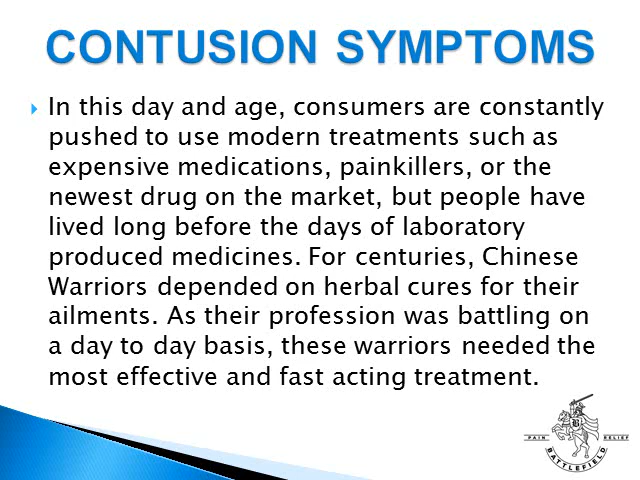 CONTUSION SYMPTOMS
In this day and age, consumers are constantly
pushed to use modern treatments such as
expensive medications, painkillers, or the
newest drug on the market, but people have
lived long before the days of laboratory
produced medicines. For centuries, Chinese
Warriors depended on herbal cures for their
ailments. As their profession was battling on
a day to day basis, these warriors needed the
most effective and fast acting treatment.
PAIN RELIEF
BATTLEFIELD